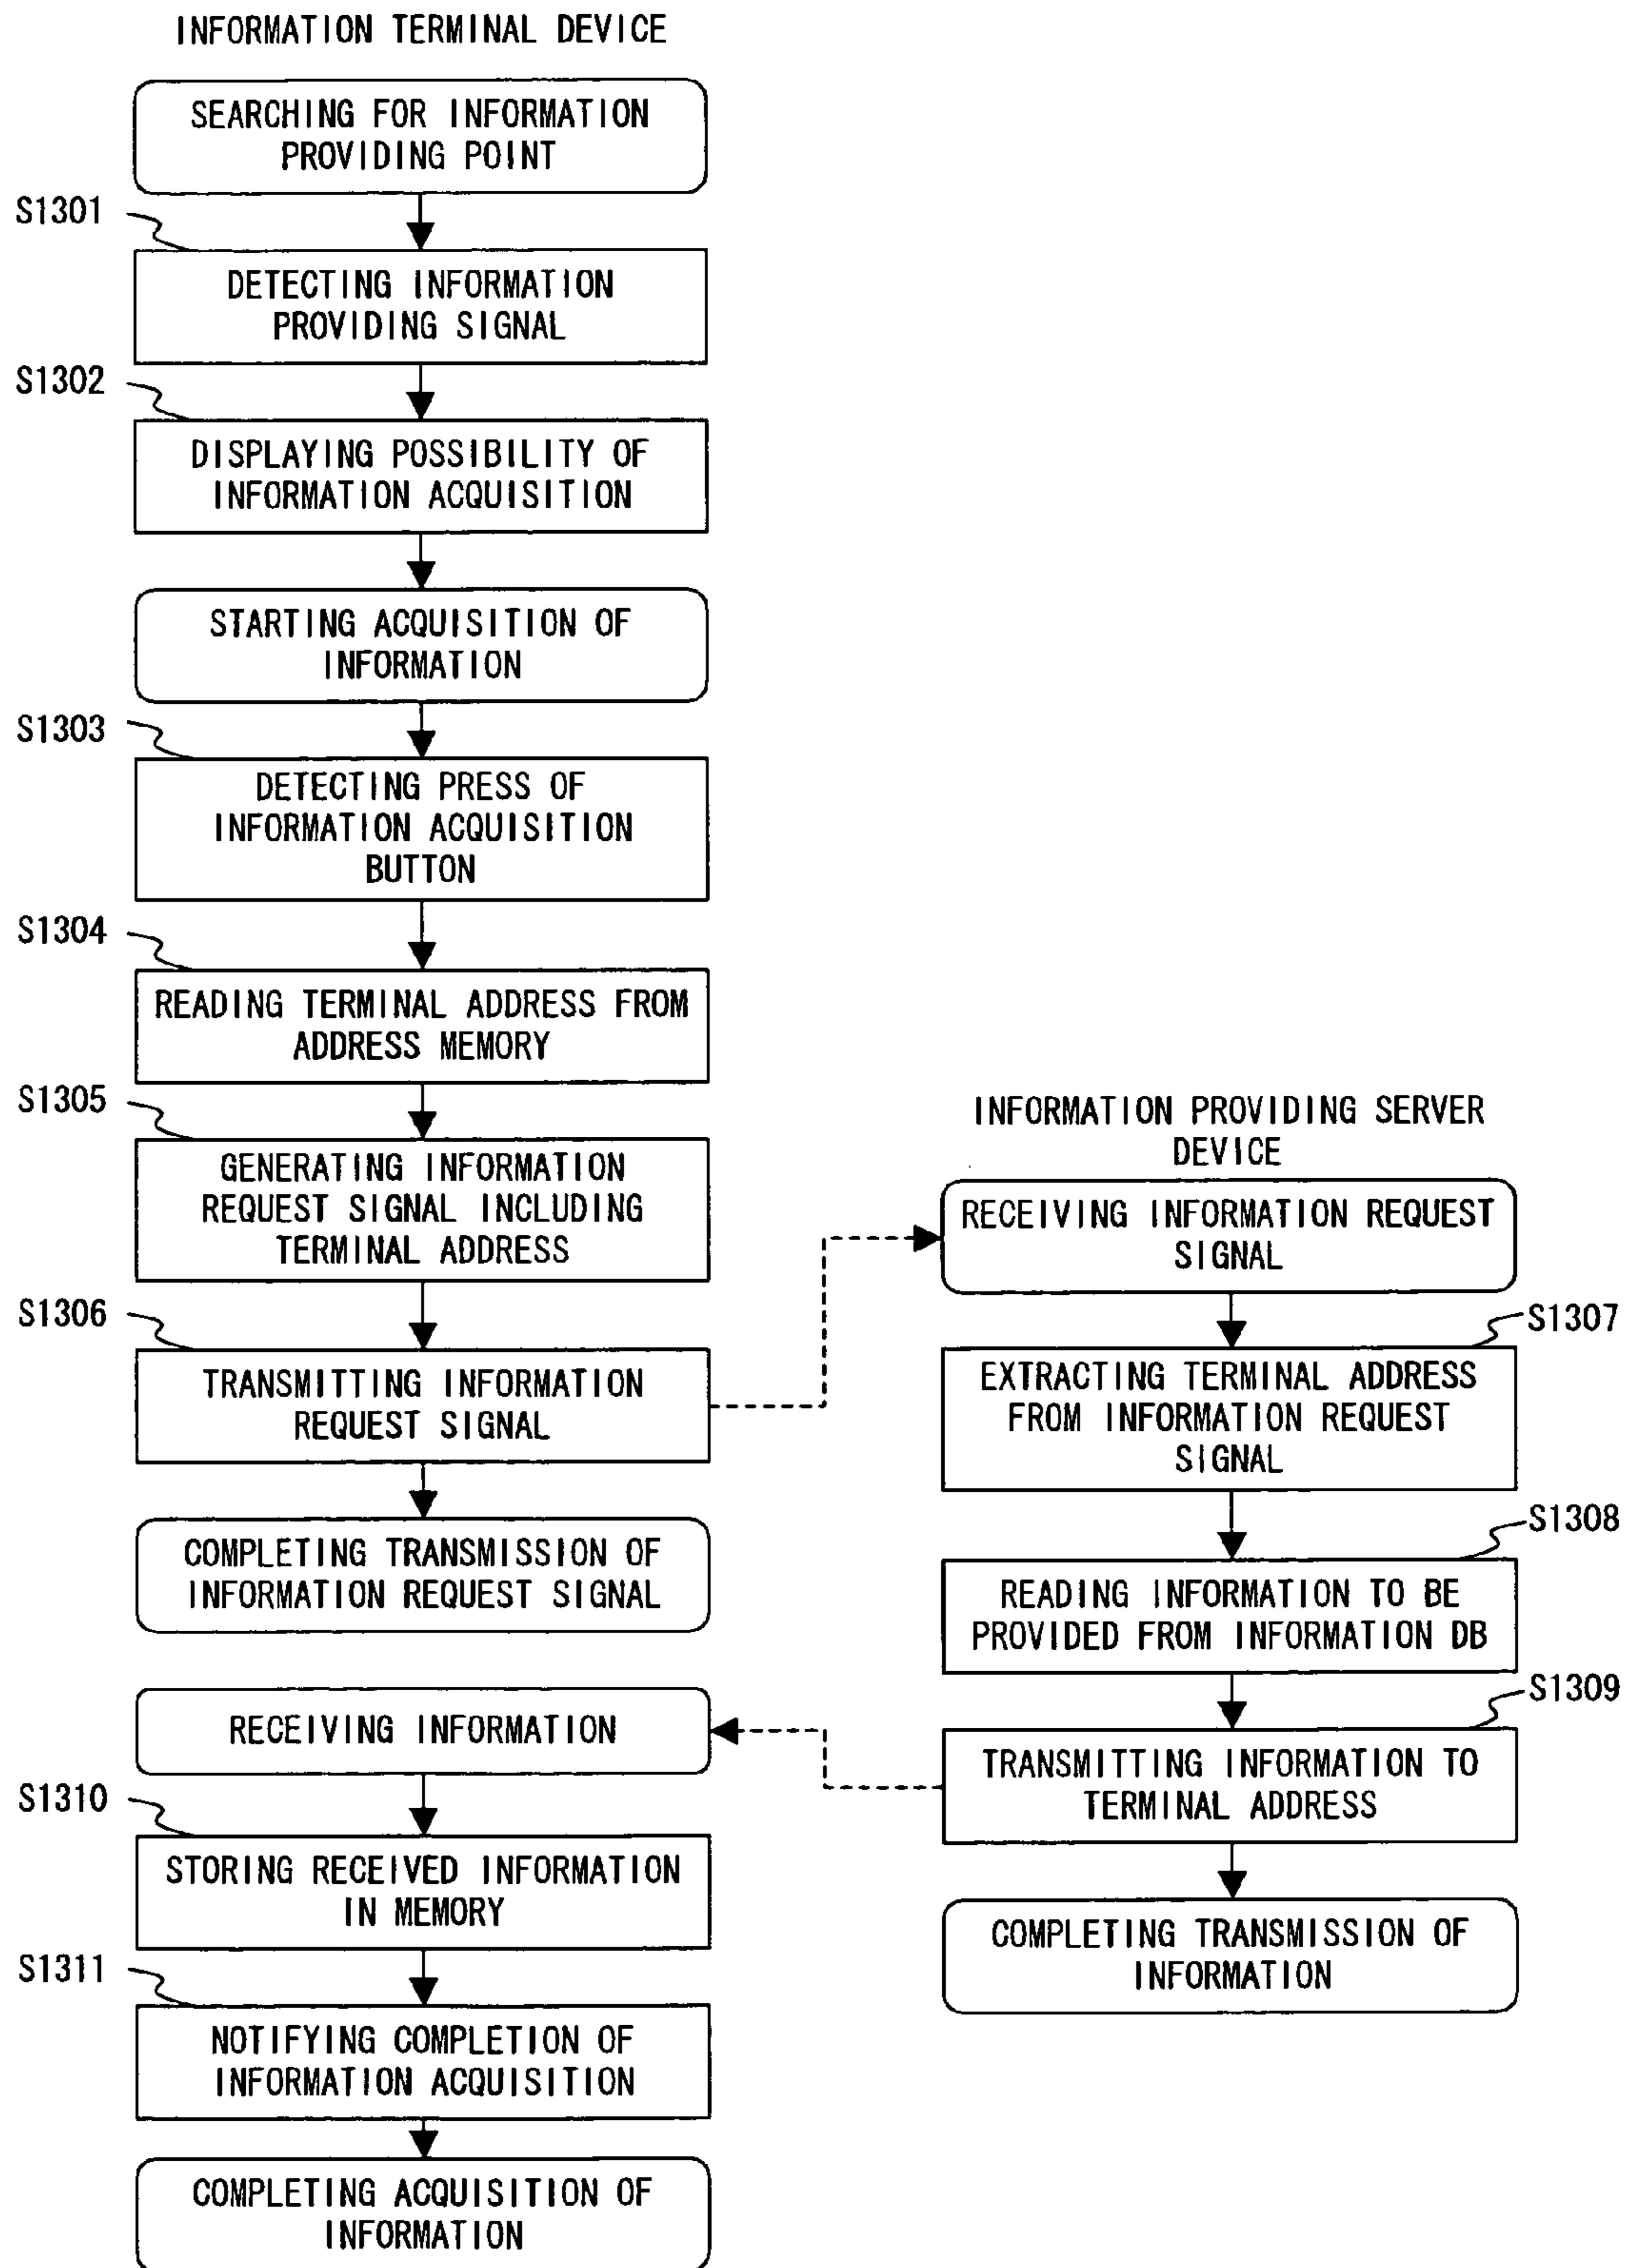 INFORMATION TERMINAL DEVICE
SEARCHING FOR INFORMATION
PROVIDING POINT
S1301
DETECTING INFORMATION
PROVIDING SIGNAL
S1302
DISPLAYING POSSIBILITY OF
INFORMATION ACQUISITION
STARTING ACQUISITION OF
INFORMATION
S1303
DETECTING PRESS OF
INFORMATION ACQUISITION
BUTTON
S1304
READING TERMINAL ADDRESS FROM
ADDRESS MEMORY
S1305
GENERATING INFORMATION
REQUEST SIGNAL INCLUDING
TERMINAL ADDRESS
S1306
TRANSMITTING INFORMATION
REQUEST SIGNAL
COMPLETING TRANSMISSION OF
INFORMATION REQUEST SIGNAL
INFORMATION PROVIDING SERVER
DEVICE
RECEIVING INFORMATION REQUEST
SIGNAL
S1307
EXTRACTING TERMINAL ADDRESS
FROM INFORMATION REQUEST
SIGNAL
S1308
READING INFORMATION TO BE
PROVIDED FROM INFORMATION DB
S1309
TRANSMITTING INFORMATION TO
TERMINAL ADDRESS
COMPLETING TRANSMISSION OF
INFORMATION
RECEIVING INFORMATION
S1310
STORING RECEIVED INFORMATION
IN MEMORY
S1311
NOTIFYING COMPLETION OF
INFORMATION ACQUISITION
COMPLETING ACQUISITION OF
INFORMATION